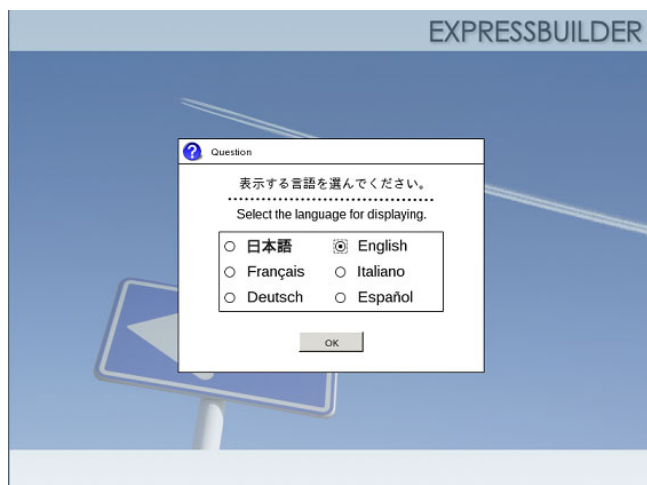 EXPRESSBUILDER
Question
表示する言語を選んでください。
Select the language for displaying.
日本語 English
Français Italiano
Deutsch Español
OK